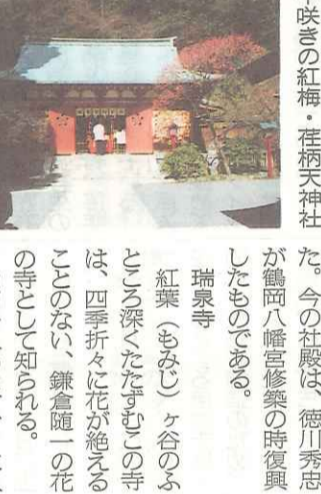 咲きの紅梅・荏柄天神社
た。今の社殿は、徳川秀忠
が鶴岡八幡宮修築の時復興
したものである。
瑞泉寺
紅葉（もみじ）ヶ谷のふ
ところ深くたたずむこの寺
は、四季折々に花が絶える
ことのない、鎌倉随一の花
の寺として知られる。